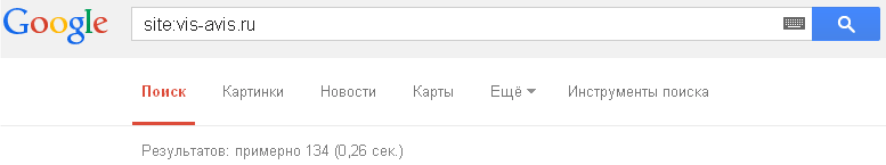 Google site:vis-avis.ru
Поиск Картинки Новости Карты Ещё Инструменты поиска
Результатов: примерно 134 (0,26 сек.)